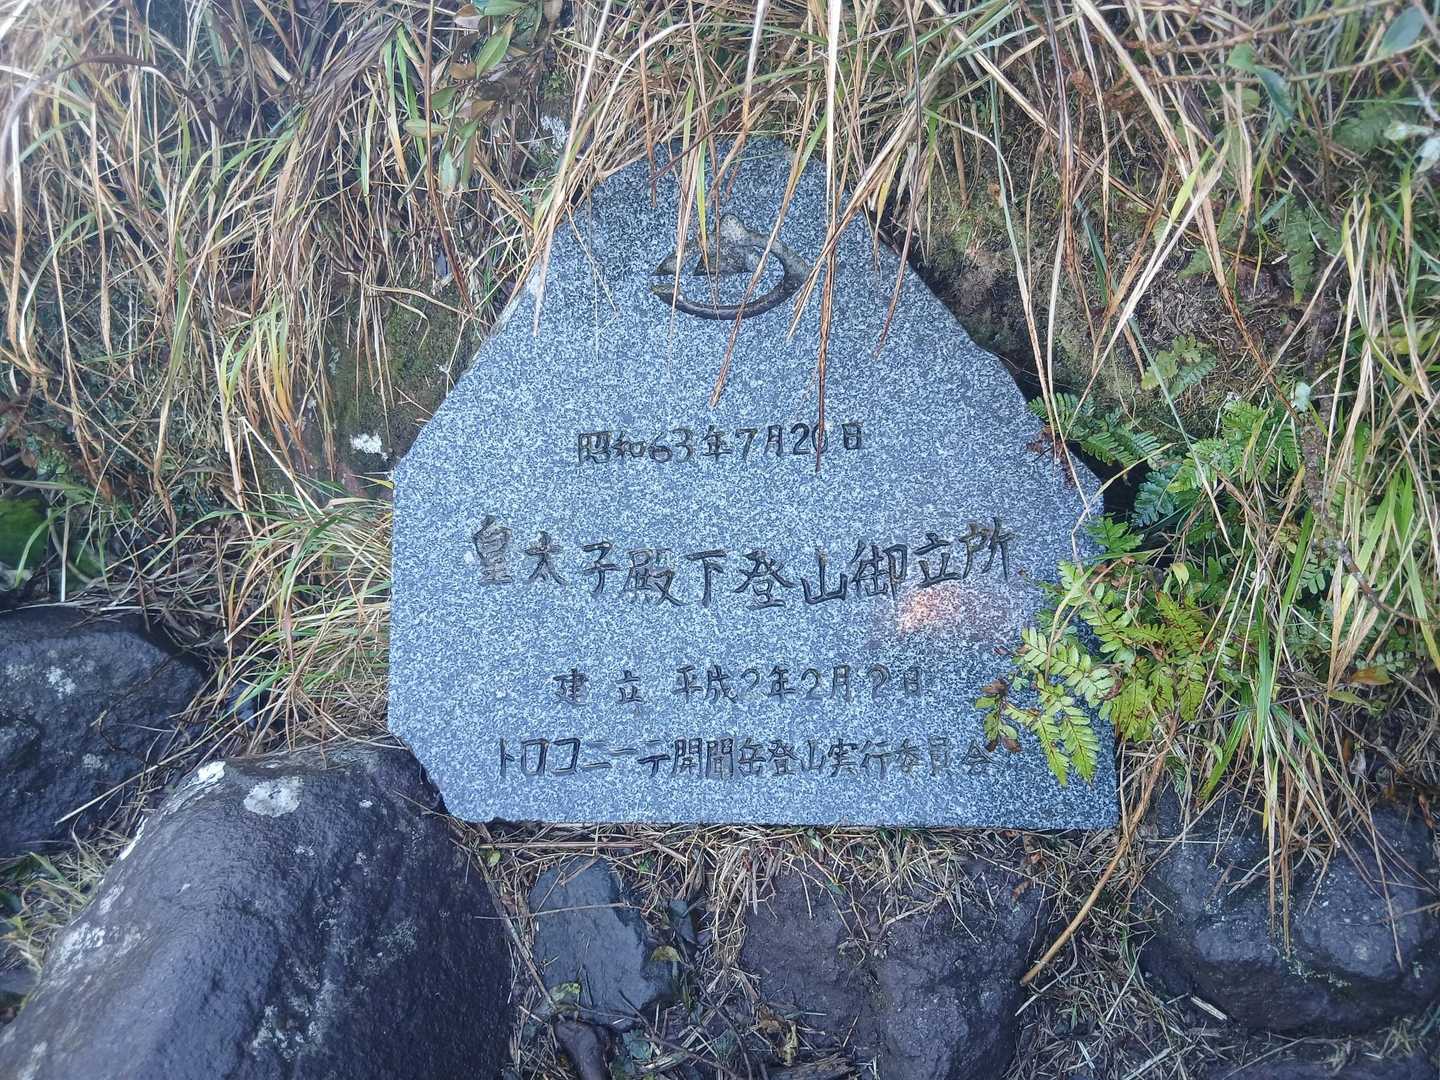 昭和63年7月20日
皇太子殿下登山御立所
建立 平成2年2月2日
トロコニーテ開聞岳登山実行委員会